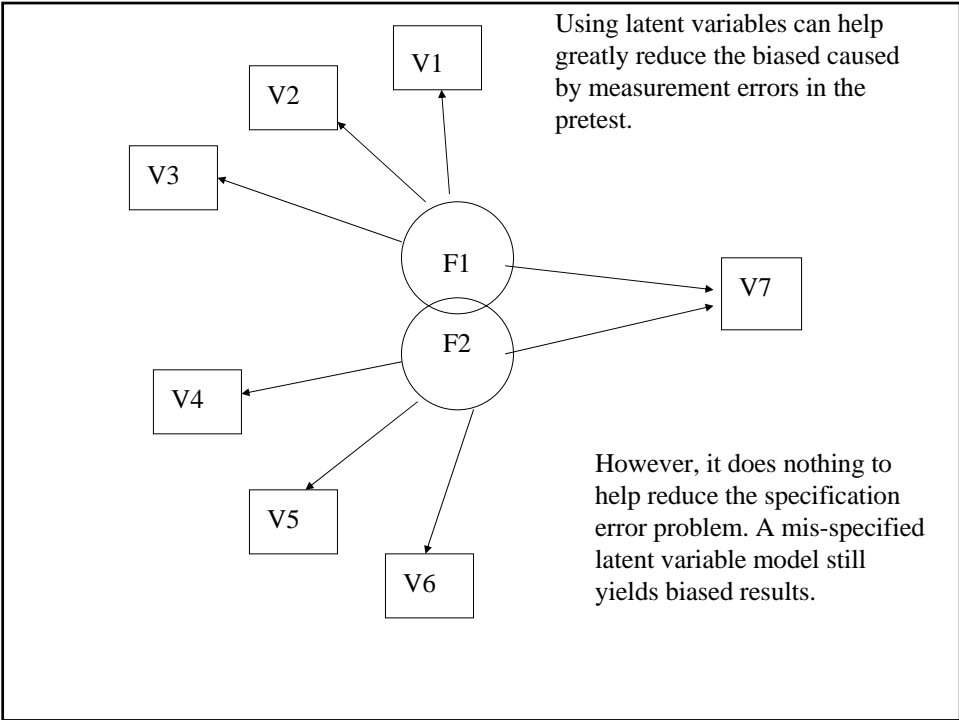 Using latent variables can help
greatly reduce the biased caused
by measurement errors in the
pretest.
V1
V2
V3
F1
V7
F2
V4
V5
V6
However, it does nothing to
help reduce the specification
error problem. A mis-specified
latent variable model still
yields biased results.